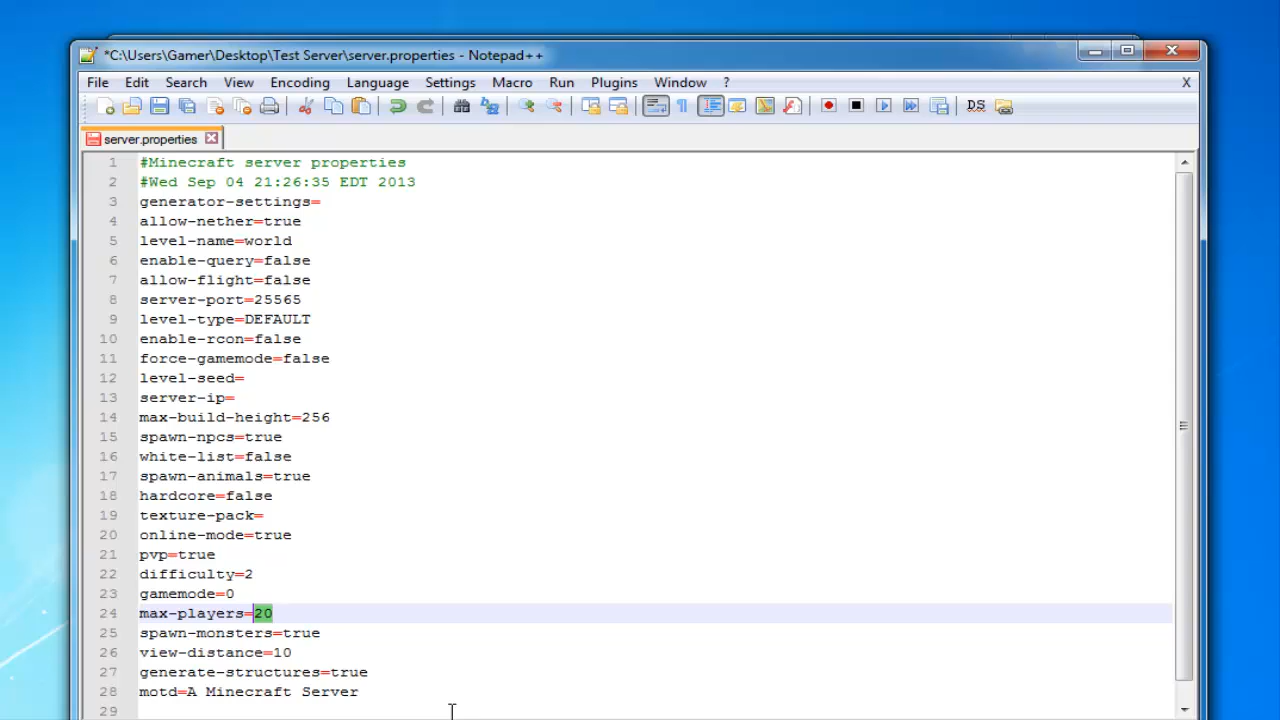 *C:\Users\Gamer\Desktop\Test Server\server.properties - Notepad++
File Edit Search View Encoding Language Settings Macro Run Plugins Window ? X
DS
server.properties
1 #Minecraft server properties
2 #Wed Sep 04 21:26:35 EDT 2013
3 generator-settings=
4 allow-nether=true
5 level-name=world
6 enable-query=false
7 allow-flight=false
8 server-port=25565
9 level-type=DEFAULT
10 enable-rcon=false
11 force-gamemode=false
12 level-seed=
13 server-ip=
14 max-build-height=256
15 spawn-npcs=true
16 white-list=false
17 spawn-animals=true
18 hardcore=false
19 texture-pack=
20 online-mode=true
21 pvp=true
22 difficulty=2
23 gamemode=0
24 max-players=20
25 spawn-monsters=true
26 view-distance=10
27 generate-structures=true
28 motd=A Minecraft Server
29